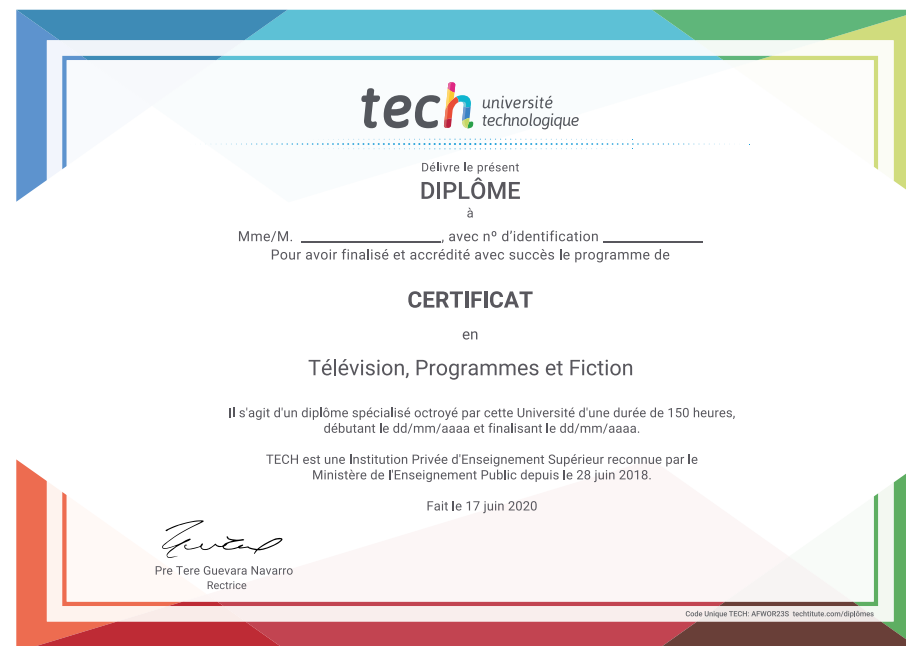 tech université
technologique
Délivre le présent
DIPLÔME
à
Mme/M. ____________________, avec nº d'identification ______________
Pour avoir finalisé et accrédité avec succès le programme de
CERTIFICAT
en
Télévision, Programmes et Fiction
Il s'agit d'un diplôme spécialisé octroyé par cette Université d'une durée de 150 heures,
débutant le dd/mm/aaaa et finalisant le dd/mm/aaaa.
TECH est une Institution Privée d'Enseignement Supérieur reconnue par le
Ministère de l'Enseignement Public depuis le 28 juin 2018.
Fait le 17 juin 2020
Pre Tere Guevara Navarro
Rectrice
Code Unique TECH: AFWOR23S techtitute.com/diplômes